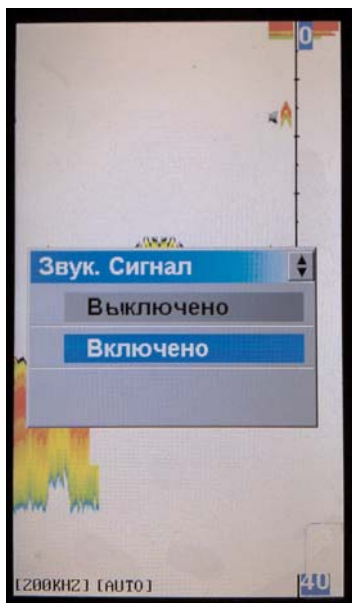 0
Звук. Сигнал
Выключено
Включено
[200KHZ] [AUTO]
40